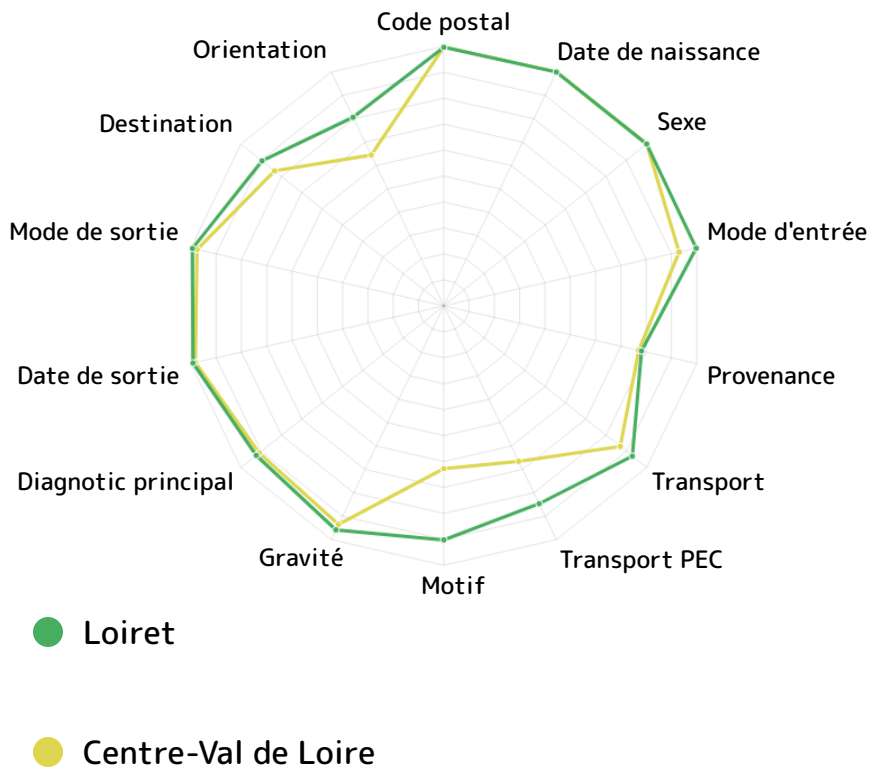 Code postal
Date de naissance
Sexe
Mode d'entrée
Provenance
Transport
Transport PEC
Motif
Gravité
Diagnotic principal
Date de sortie
Mode de sortie
Destination
Orientation
Loiret
Centre-Val de Loire